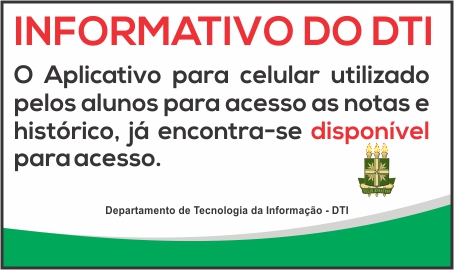 INFORMATIVO DO DTI
O Aplicativo para celular utilizado
pelos alunos para acesso as notas e
histórico, já encontra-se disponível
para acesso.
Departamento de Tecnologia da Informação - DTI